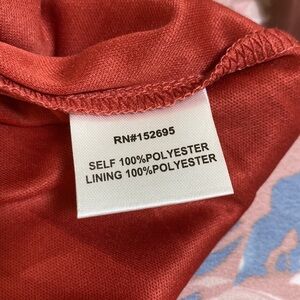 RN#152695
SELF 100%POLYESTER
LINING 100%POLYESTER